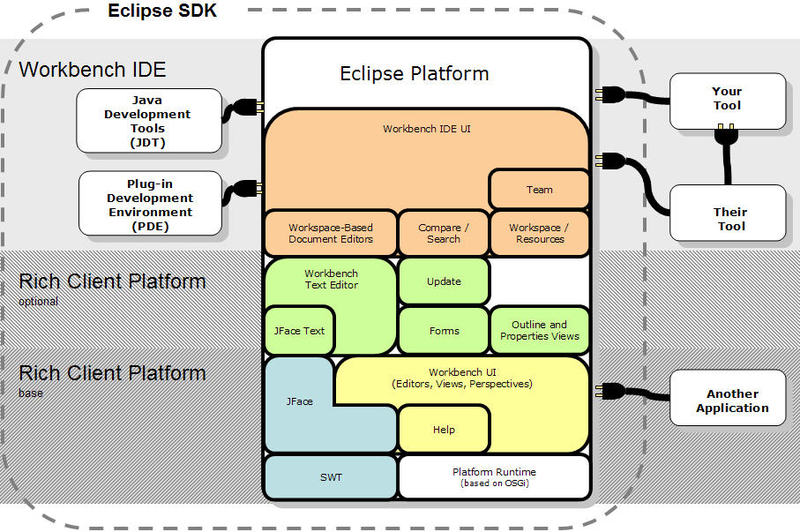 Eclipse SDK
Workbench IDE
Eclipse Platform
Java
Development
Tools
(JDT)
Your
Tool
Workbench IDE UI
Plug-in
Development
Environment
(PDE)
Team
Their
Tool
Workspace-Based
Document Editors
Compare /
Search
Workspace /
Resources
Rich Client Platform
optional
Workbench
Text Editor
Update
JFace Text
Forms
Outline and
Properties Views
Rich Client Platform
base
JFace
Workbench UI
(Editors, Views, Perspectives)
Help
Another
Application
SWT
Platform Runtime
(based on OSGi)